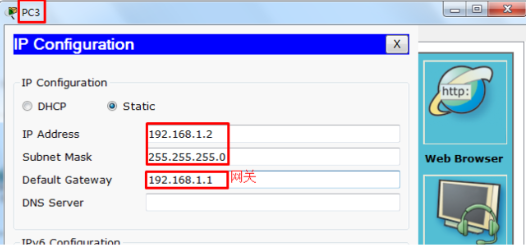 PC3
IP Configuration
X
IP Configuration
DHCP
Static
IP Address 192.168.1.2
Subnet Mask 255.255.255.0
Default Gateway 192.168.1.1 网关
DNS Server
http:
Web Browser
IPv6 Configuration